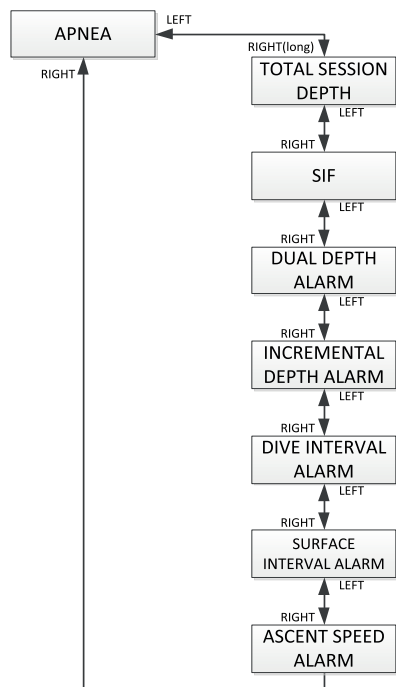 APNEA
LEFT
RIGHT(long)
RIGHT
TOTAL SESSION
DEPTH
LEFT
RIGHT
SIF
LEFT
RIGHT
DUAL DEPTH
ALARM
LEFT
RIGHT
INCREMENTAL
DEPTH ALARM
LEFT
RIGHT
DIVE INTERVAL
ALARM
LEFT
RIGHT
SURFACE
INTERVAL ALARM
LEFT
RIGHT
ASCENT SPEED
ALARM